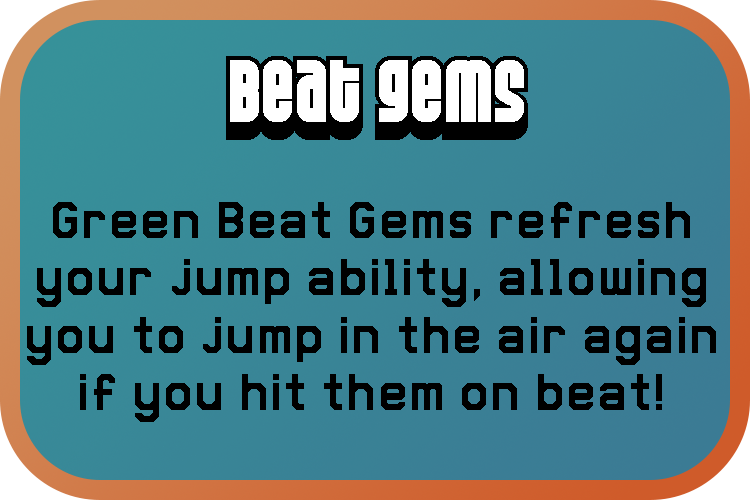 Beat gems
Green Beat Gems refresh
your jump ability, allowing
you to jump in the air again
if you hit them on beat!